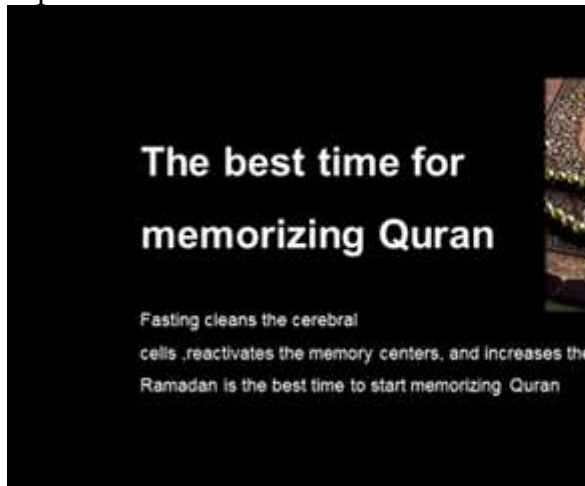 The best time for
memorizing Quran
Fasting cleans the cerebral
cells ,reactivates the memory centers, and increases the
Ramadan is the best time to start memorizing Quran